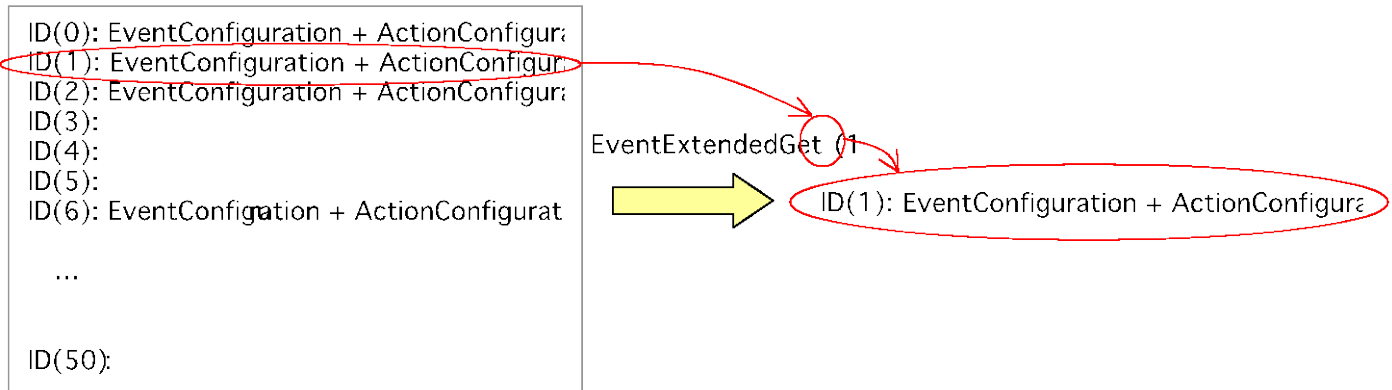 ID(0): EventConfiguration + ActionConfigura
ID(1): EventConfiguration + ActionConfigura
ID(2): EventConfiguration + ActionConfigura
ID(3):
ID(4):
ID(5):
ID(6): EventConfiguration + ActionConfigurat
...
ID(50):
EventExtendedGet (1
ID(1): EventConfiguration + ActionConfigura